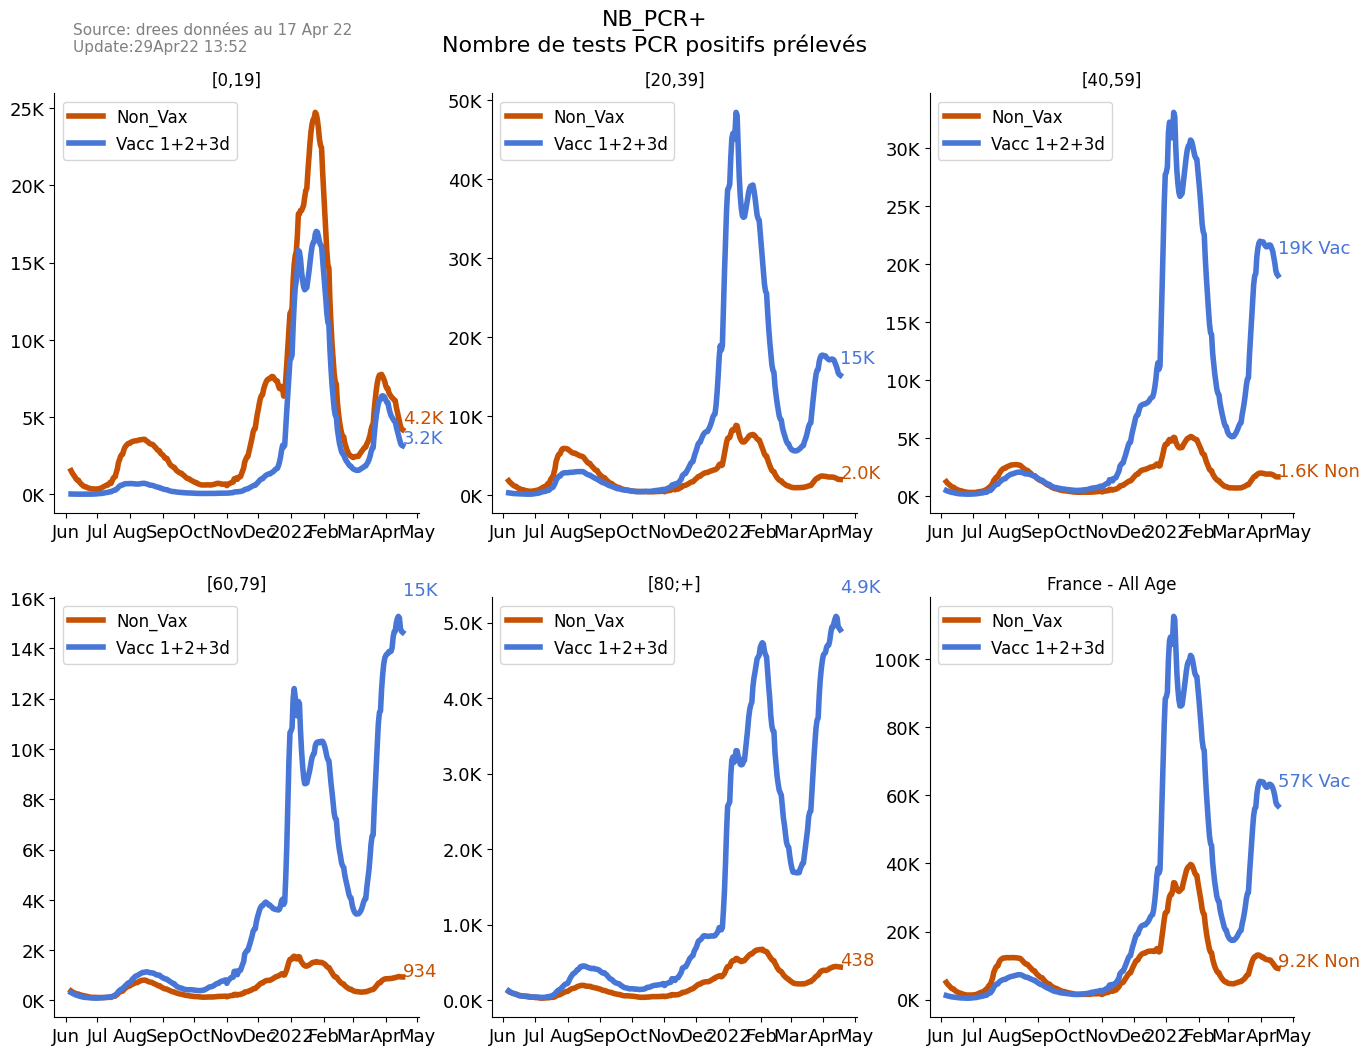 Source: drees données au 17 Apr 22
Update:29Apr22 13:52
NB_PCR+
Nombre de tests PCR positifs prélevés
[0,19]
Non_Vax
Vacc 1+2+3d
25K
20K
15K
10K
5K
0K
4.2K
3.2K
Jun Jul Aug Sep Oct Nov Dec 2022 Feb Mar Apr May
[20,39]
Non_Vax
Vacc 1+2+3d
50K
40K
30K
20K
10K
0K
15K
2.0K
Jun Jul Aug Sep Oct Nov Dec 2022 Feb Mar Apr May
[40,59]
Non_Vax
Vacc 1+2+3d
30K
25K
20K
15K
10K
5K
0K
19K Vac
1.6K Non
Jun Jul Aug Sep Oct Nov Dec 2022 Feb Mar Apr May
[60,79]
15K
Non_Vax
Vacc 1+2+3d
16K
14K
12K
10K
8K
6K
4K
2K
0K
934
Jun Jul Aug Sep Oct Nov Dec 2022 Feb Mar Apr May
[80;+]
4.9K
Non_Vax
Vacc 1+2+3d
5.0K
4.0K
3.0K
2.0K
1.0K
0.0K
438
Jun Jul Aug Sep Oct Nov Dec 2022 Feb Mar Apr May
France - All Age
Non_Vax
Vacc 1+2+3d
100K
80K
60K
40K
20K
0K
57K Vac
9.2K Non
Jun Jul Aug Sep Oct Nov Dec 2022 Feb Mar Apr May